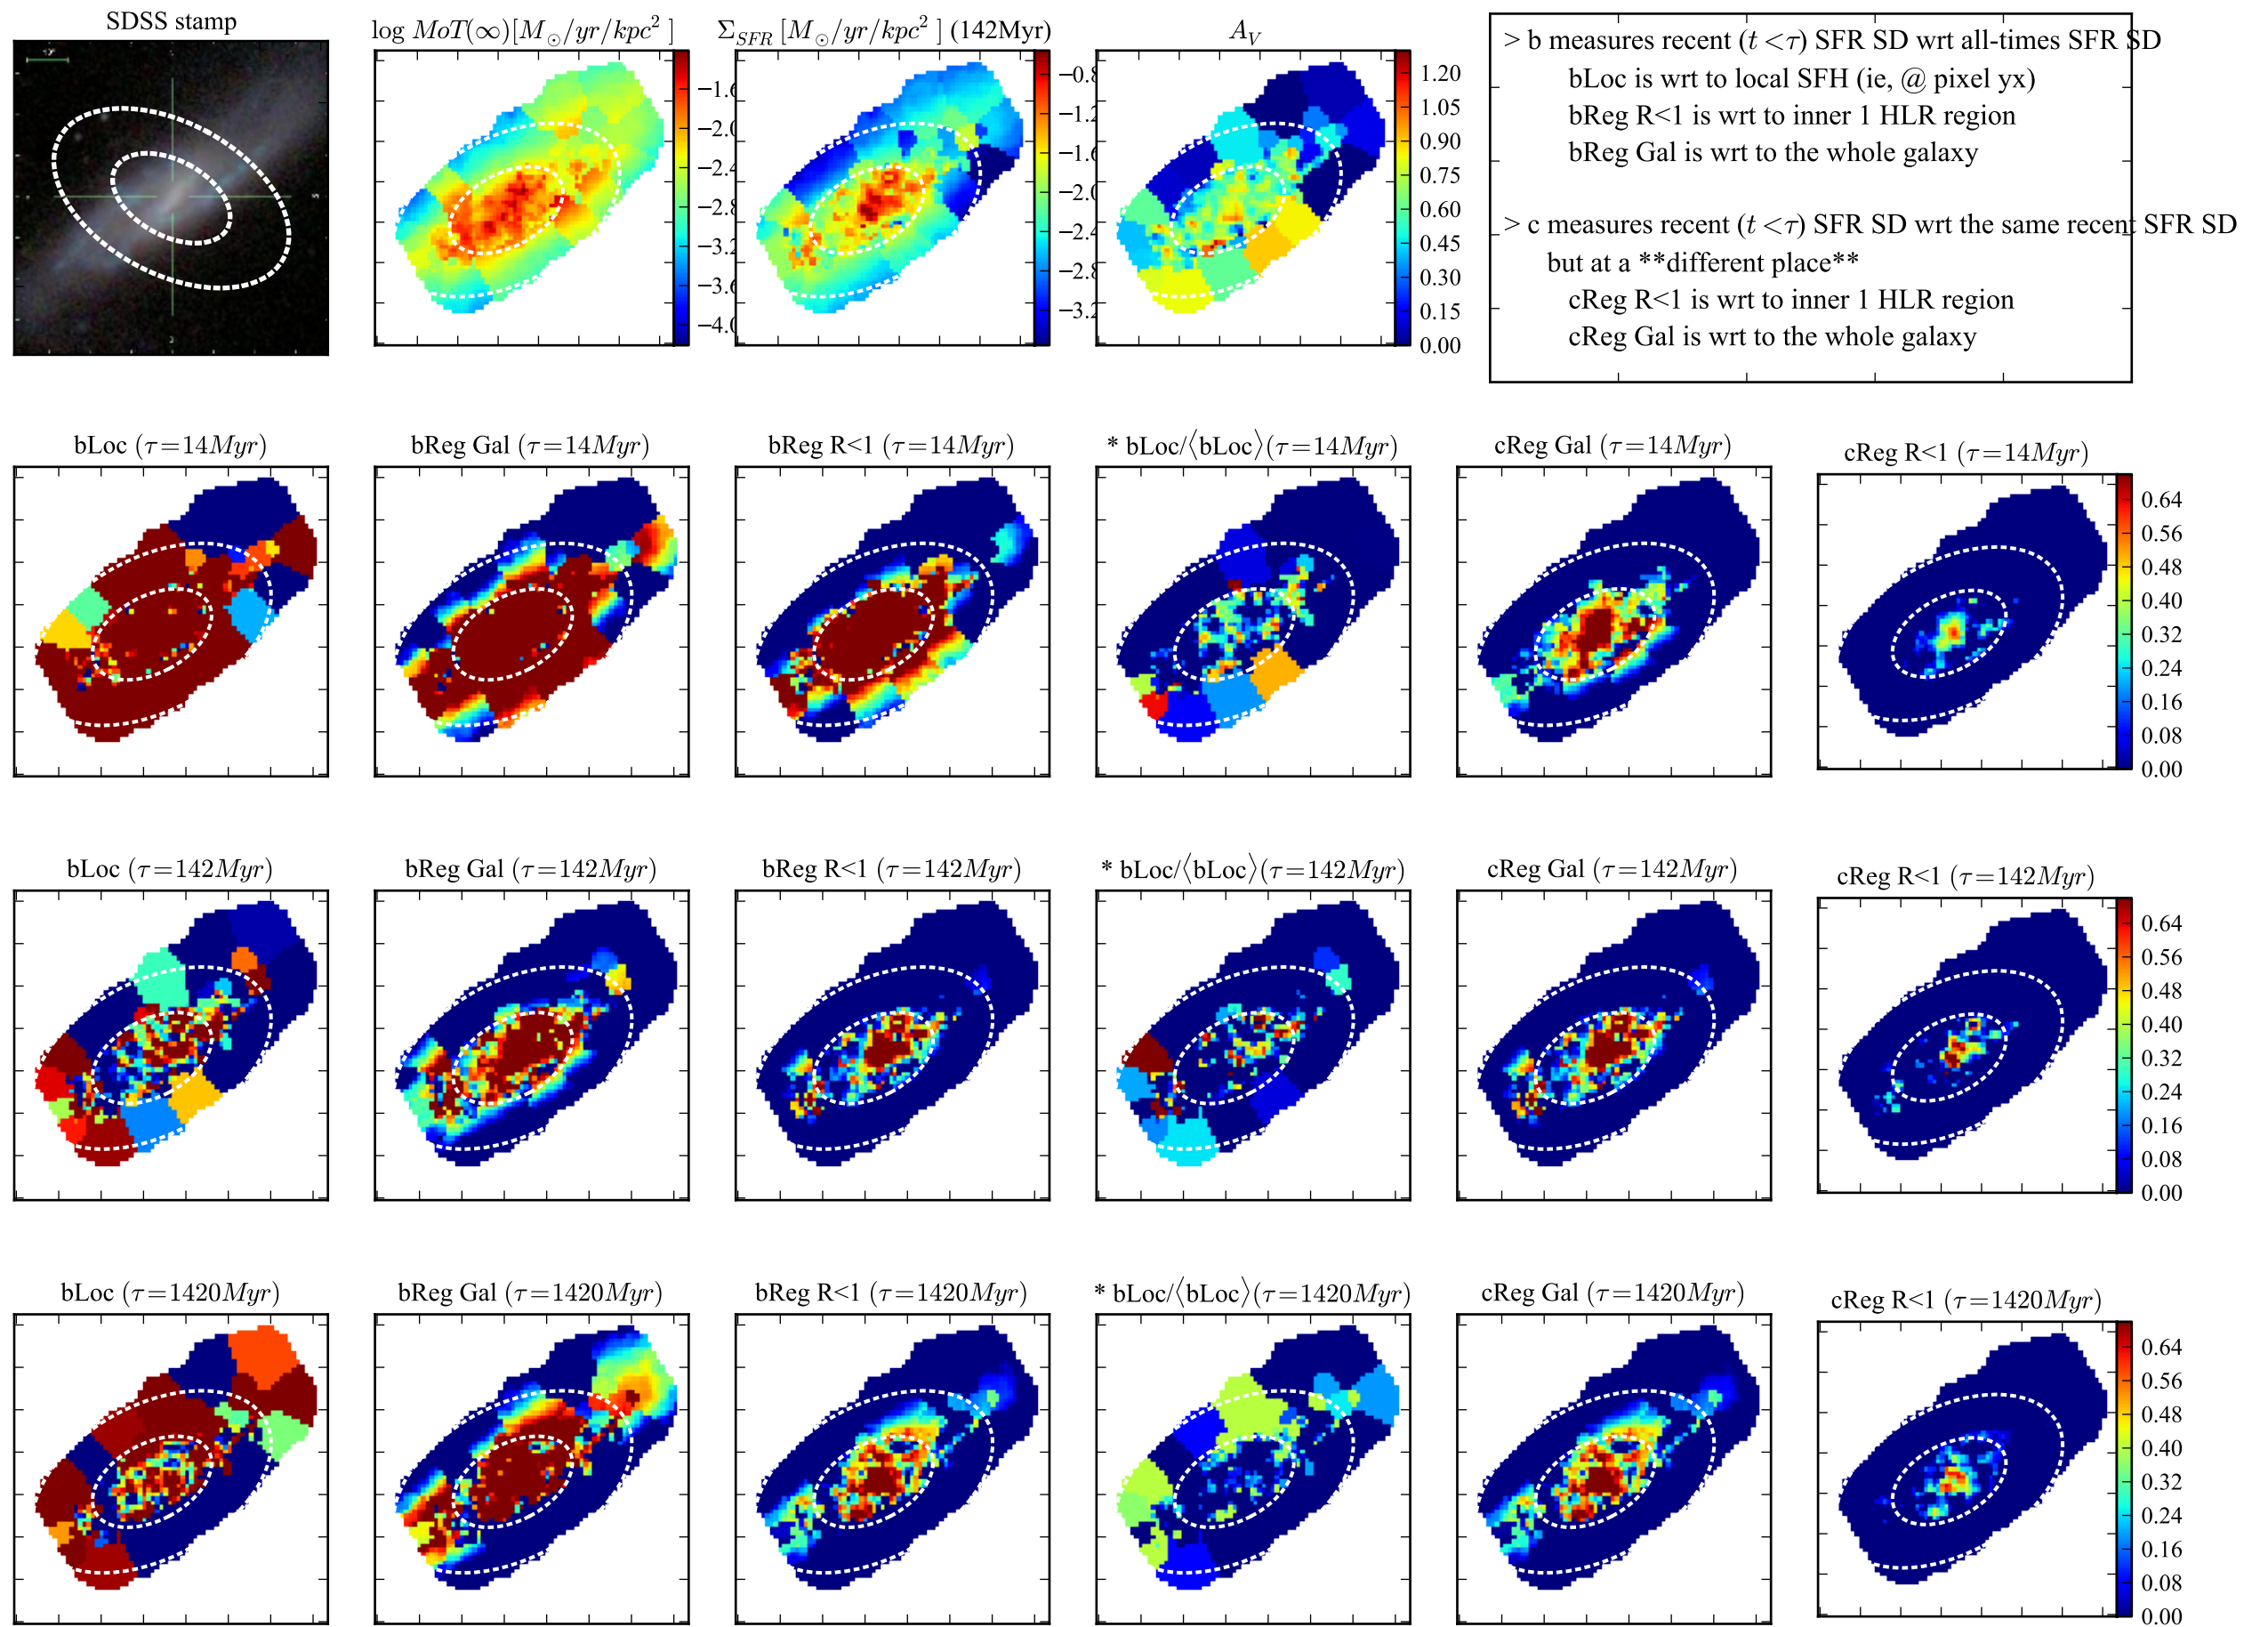 SDSS stamp
log MoT(∞)[M⊙/yr/kpc²]
Σ_SFR [M⊙/yr/kpc²] (142Myr)
A_V
−1.6
−2.0
−2.4
−2.8
−3.2
−3.6
−4.0
−0.8
−1.2
−1.6
−2.0
−2.4
−2.8
−3.2
1.20
1.05
0.90
0.75
0.60
0.45
0.30
0.15
0.00
> b measures recent (t <τ) SFR SD wrt all-times SFR SD
bLoc is wrt to local SFH (ie, @ pixel yx)
bReg R<1 is wrt to inner 1 HLR region
bReg Gal is wrt to the whole galaxy
> c measures recent (t <τ) SFR SD wrt the same recent SFR SD
but at a **different place**
cReg R<1 is wrt to inner 1 HLR region
cReg Gal is wrt to the whole galaxy
bLoc (τ=14Myr)
bReg Gal (τ=14Myr)
bReg R<1 (τ=14Myr)
* bLoc/⟨bLoc⟩(τ=14Myr)
cReg Gal (τ=14Myr)
cReg R<1 (τ=14Myr)
0.64
0.56
0.48
0.40
0.32
0.24
0.16
0.08
0.00
bLoc (τ=142Myr)
bReg Gal (τ=142Myr)
bReg R<1 (τ=142Myr)
* bLoc/⟨bLoc⟩(τ=142Myr)
cReg Gal (τ=142Myr)
cReg R<1 (τ=142Myr)
0.64
0.56
0.48
0.40
0.32
0.24
0.16
0.08
0.00
bLoc (τ=1420Myr)
bReg Gal (τ=1420Myr)
bReg R<1 (τ=1420Myr)
* bLoc/⟨bLoc⟩(τ=1420Myr)
cReg Gal (τ=1420Myr)
cReg R<1 (τ=1420Myr)
0.64
0.56
0.48
0.40
0.32
0.24
0.16
0.08
0.00